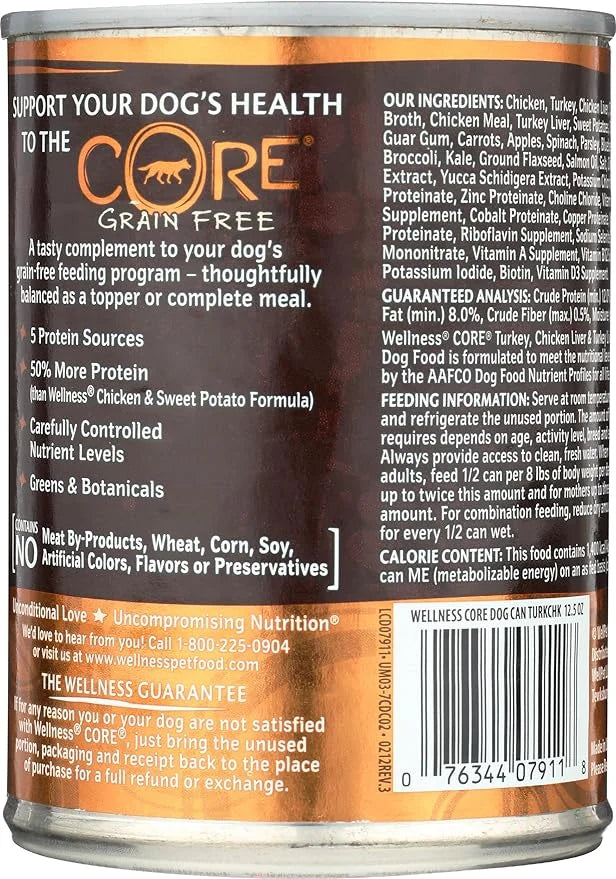 SUPPORT YOUR DOG'S HEALTH
TO THE
CORE®
GRAIN FREE
A tasty complement to your dog's
grain-free feeding program – thoughtfully
balanced as a topper or complete meal.
5 Protein Sources
50% More Protein
(than Wellness® Chicken & Sweet Potato Formula)
Carefully Controlled
Nutrient Levels
Greens & Botanicals
CONTAINS
NO
Meat By-Products, Wheat, Corn, Soy,
Artificial Colors, Flavors or Preservatives
Unconditional Love ★ Uncompromising Nutrition®
We'd love to hear from you! Call 1-800-225-0904
or visit us at www.wellnesspetfood.com
THE WELLNESS GUARANTEE
If for any reason you or your dog are not satisfied
with Wellness® CORE®, just bring the unused
portion, packaging and receipt back to the place
of purchase for a full refund or exchange.
OUR INGREDIENTS: Chicken, Turkey, Chicken
Broth, Chicken Meal, Turkey Liver, Sweet
Guar Gum, Carrots, Apples, Spinach, Parsley,
Broccoli, Kale, Ground Flaxseed, Salmon Oil,
Extract, Yucca Schidigera Extract, Potassium
Proteinate, Zinc Proteinate, Choline Chloride,
Supplement, Cobalt Proteinate, Copper
Proteinate, Riboflavin Supplement, Sodium
Mononitrate, Vitamin A Supplement, Vitamin
Potassium Iodide, Biotin, Vitamin D3 Supplement
GUARANTEED ANALYSIS: Crude Protein (min.)
Fat (min.) 8.0%, Crude Fiber (max.) 0.5%,
Wellness® CORE® Turkey, Chicken Liver & Turkey
Dog Food is formulated to meet the nutritional
by the AAFCO Dog Food Nutrient Profiles for all
FEEDING INFORMATION: Serve at room
and refrigerate the unused portion. The amount
requires depends on age, activity level, breed and
Always provide access to clean, fresh water. When
adults, feed 1/2 can per 8 lbs of body weight per
up to twice this amount and for mothers up to
amount. For combination feeding, reduce dry
for every 1/2 can wet.
CALORIE CONTENT: This food contains 1,400
can ME (metabolizable energy) on an as fed basis
LCD07911-UM03-7CDC02 • 0212REV.3
WELLNESS CORE DOG CAN TURKCHK 12.5 OZ
0 76344 07911 8
Made in
Please